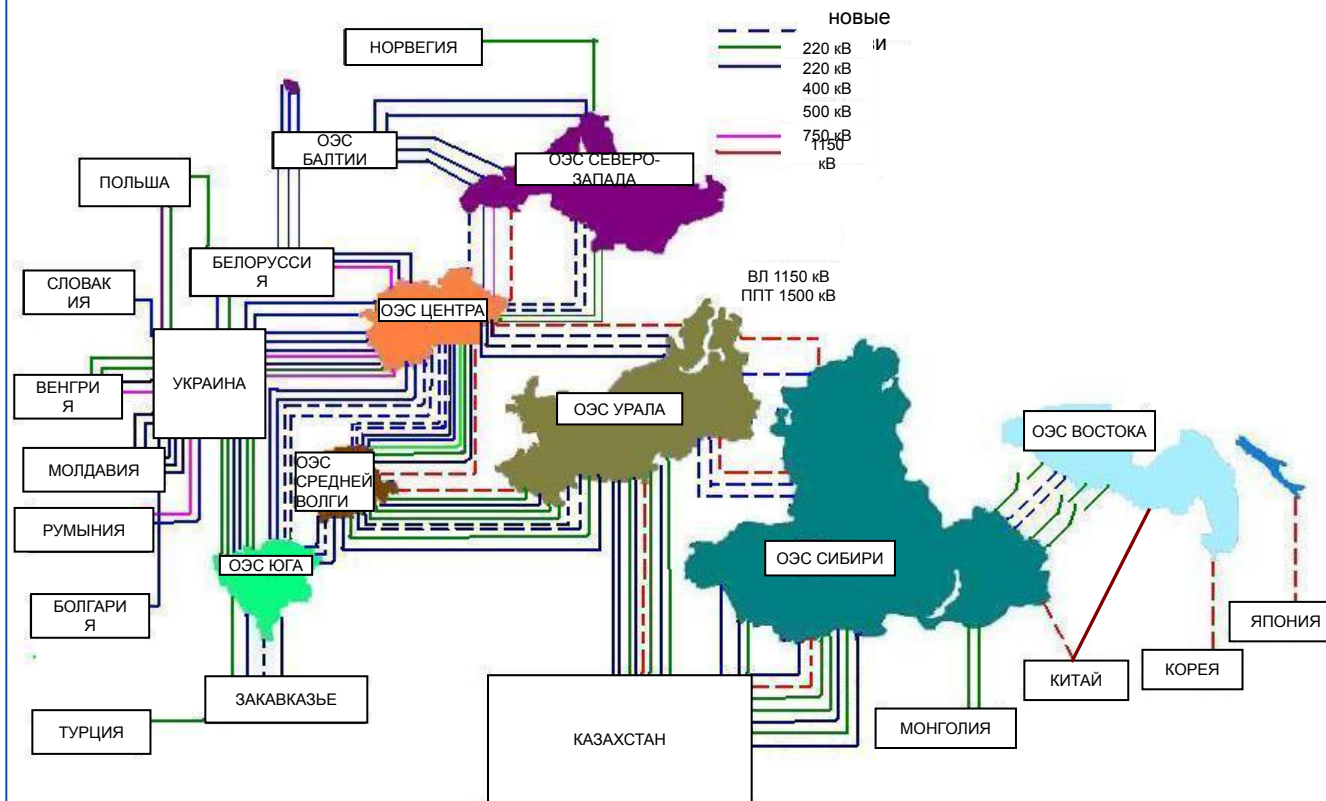 новые
зи
220 кВ
220 кВ
400 кВ
500 кВ
750 кВ
1150
кВ
НОРВЕГИЯ
ОЭС
БАЛТИИ
ОЭС СЕВЕРО-
ЗАПАДА
ПОЛЬША
БЕЛОРУССИ
Я
СЛОВАК
ИЯ
ВЛ 1150 кВ
ППТ 1500 кВ
ОЭС ЦЕНТРА
УКРАИНА
ВЕНГРИ
Я
ОЭС УРАЛА
ОЭС ВОСТОКА
МОЛДАВИЯ
ОЭС
СРЕДНЕЙ
ВОЛГИ
РУМЫНИЯ
ОЭС ЮГА
ОЭС СИБИРИ
БОЛГАРИ
Я
ЯПОНИЯ
КИТАЙ
КОРЕЯ
ЗАКАВКАЗЬЕ
ТУРЦИЯ
КАЗАХСТАН
МОНГОЛИЯ